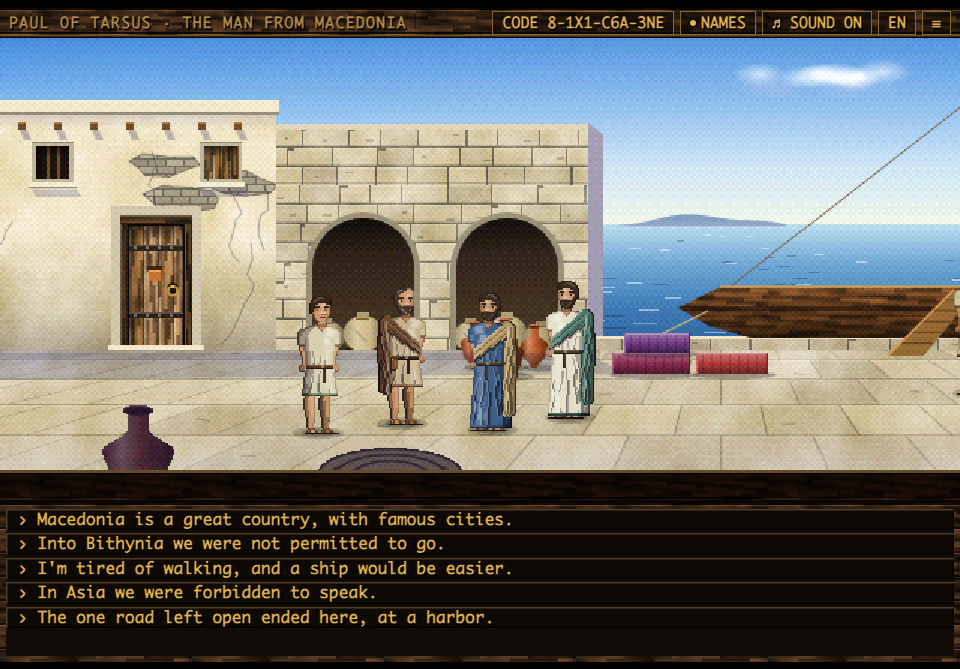 PAUL OF TARSUS · THE MAN FROM MACEDONIA
CODE 8-1X1-C6A-3NE
• NAMES
♬ SOUND ON
EN
≡
› Macedonia is a great country, with famous cities.
› Into Bithynia we were not permitted to go.
› I'm tired of walking, and a ship would be easier.
› In Asia we were forbidden to speak.
› The one road left open ended here, at a harbor.